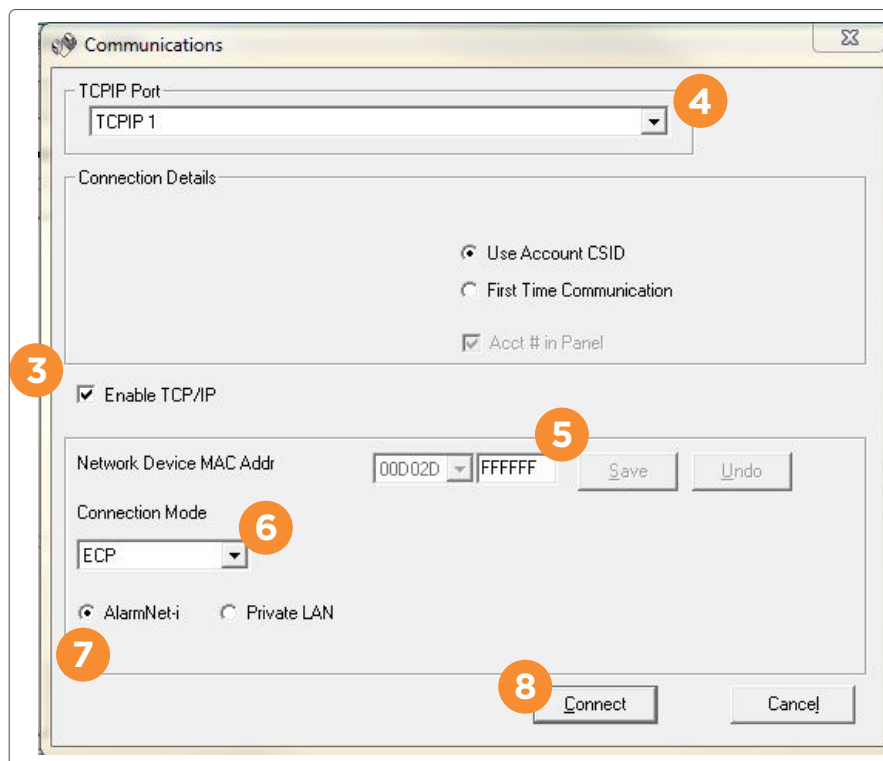 Communications
TCPIP Port
4
TCPIP 1
Connection Details
Use Account CSID
First Time Communication
Acct # in Panel
3
Enable TCP/IP
5
Network Device MAC Addr 00D02D FFFFFF Save Undo
Connection Mode
6
ECP
AlarmNet-i Private LAN
7
8
Connect Cancel